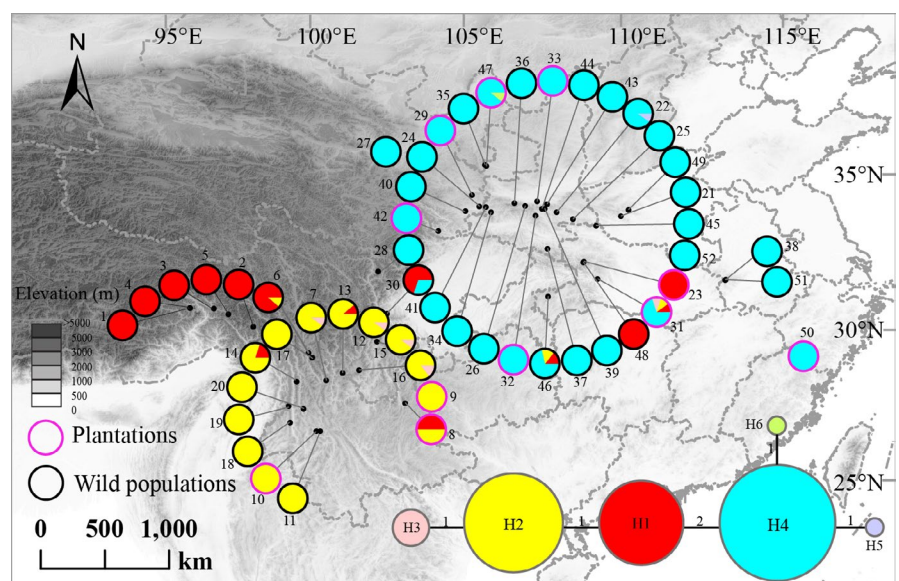 95°E 100°E 105°E 110°E 115°E
N
47 36 33 44
35 43
29 22
27 24 25
40 49
35°N
42 21
28 45
5 52 38
3 2 30 51
4 6 23
Elevation (m)
1 7 13 41 31
>5000
5000
3000
2000
1000
500
0
30°N
12 34 48
17 15 50
14 16 26 32 46 37 39
20
9
19
Plantations
8
H6
18
1
Wild populations
10
11
25°N
0 500 1,000
km
H3 1 H2 1 H1 2 H4 1 H5